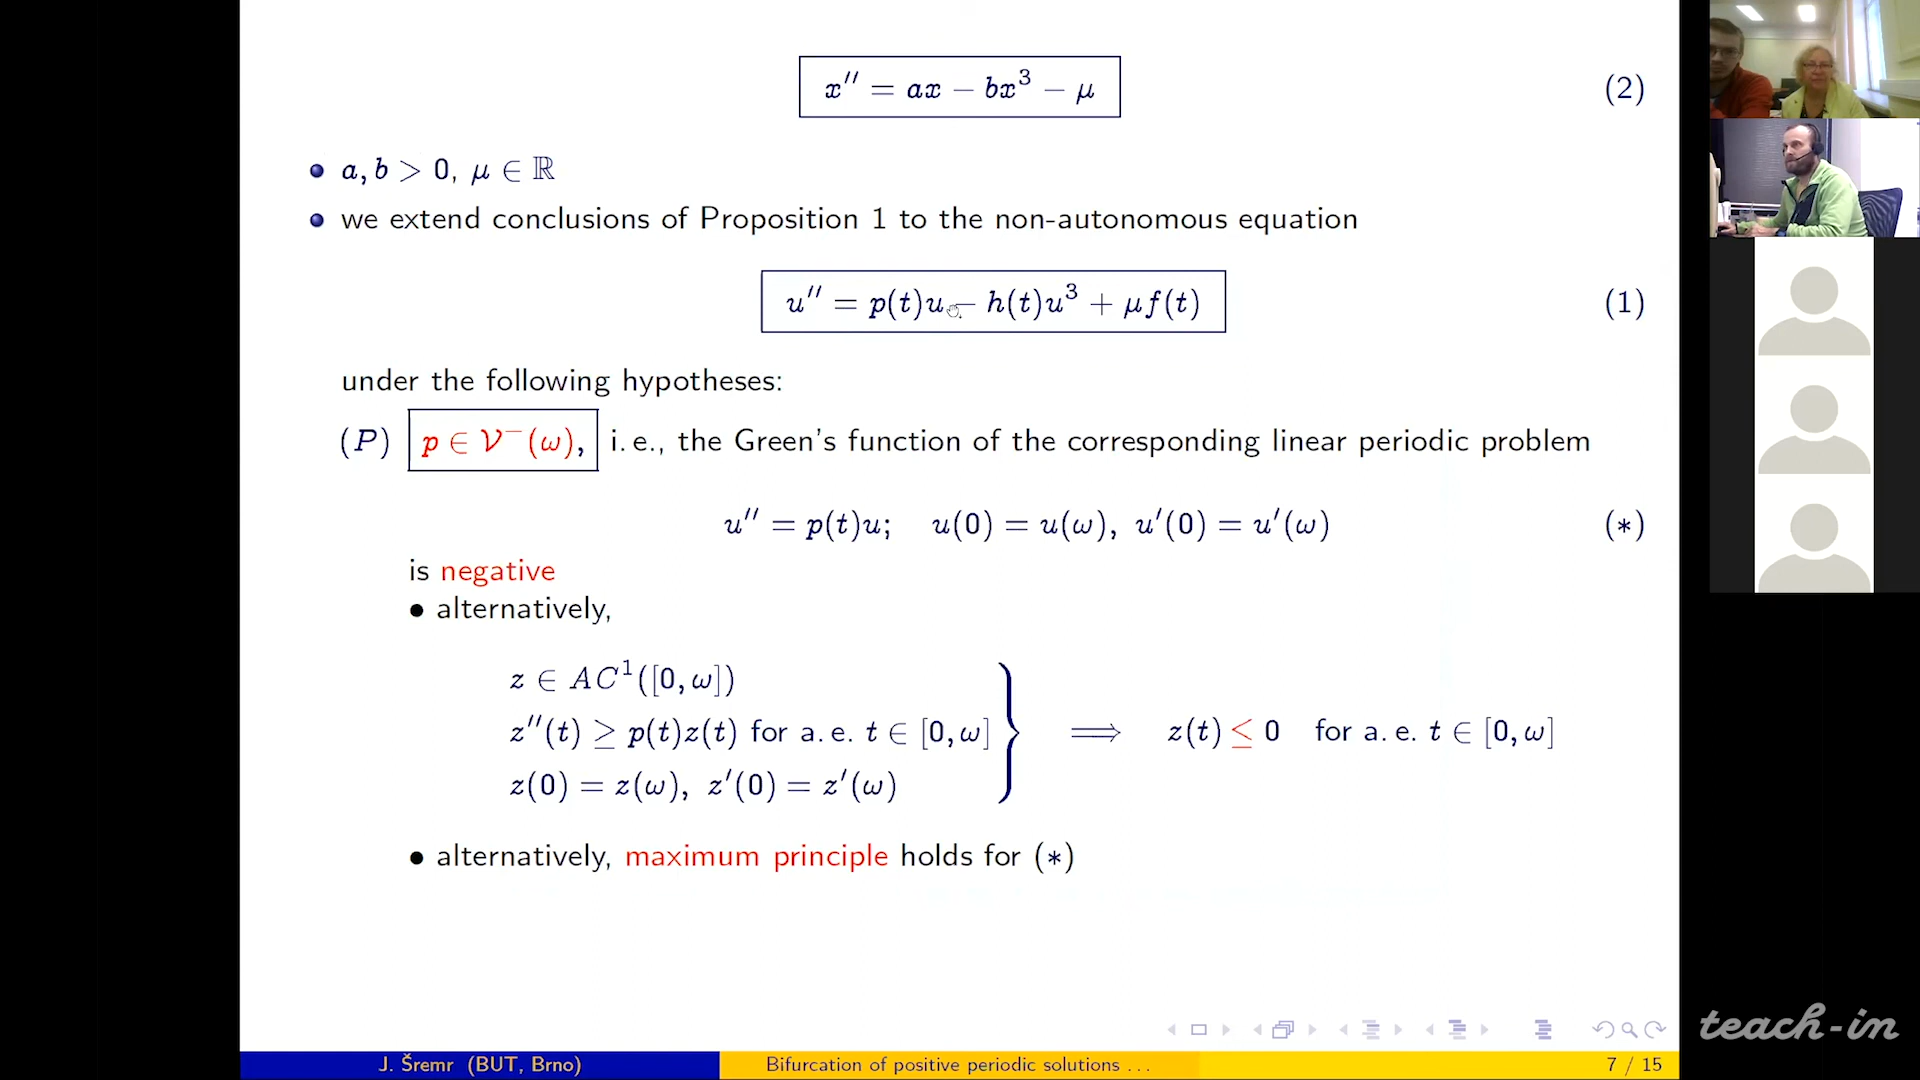 x′′ = ax − bx³ − μ (2)
• a, b > 0, μ ∈ ℝ
• we extend conclusions of Proposition 1 to the non-autonomous equation
u′′ = p(t)u − h(t)u³ + μf(t) (1)
under the following hypotheses:
(P) p ∈ 𝒱⁻(ω), i. e., the Green's function of the corresponding linear periodic problem
u′′ = p(t)u; u(0) = u(ω), u′(0) = u′(ω) (∗)
is negative
• alternatively,
z ∈ AC¹([0, ω])
z′′(t) ≥ p(t)z(t) for a. e. t ∈ [0, ω] ⟹ z(t) ≤ 0 for a. e. t ∈ [0, ω]
z(0) = z(ω), z′(0) = z′(ω)
• alternatively, maximum principle holds for (∗)
teach-in
J. Šremr (BUT, Brno) Bifurcation of positive periodic solutions . . . 7 / 15